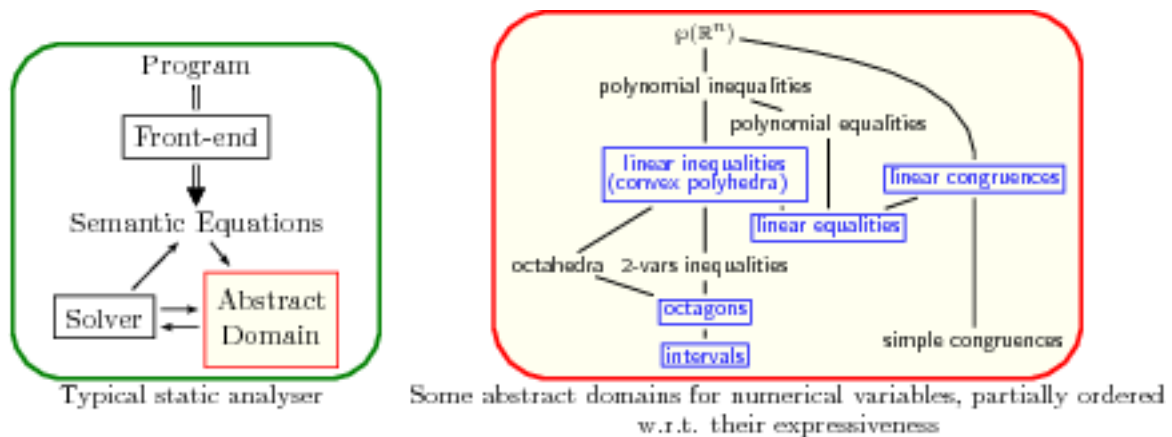 Program
Front-end
Semantic Equations
Solver
Abstract
Domain
Typical static analyser
℘(ℝⁿ)
polynomial inequalities
polynomial equalities
linear inequalities
(convex polyhedra)
linear congruences
linear equalities
octahedra
2-vars inequalities
octagons
simple congruences
intervals
Some abstract domains for numerical variables, partially ordered
w.r.t. their expressiveness